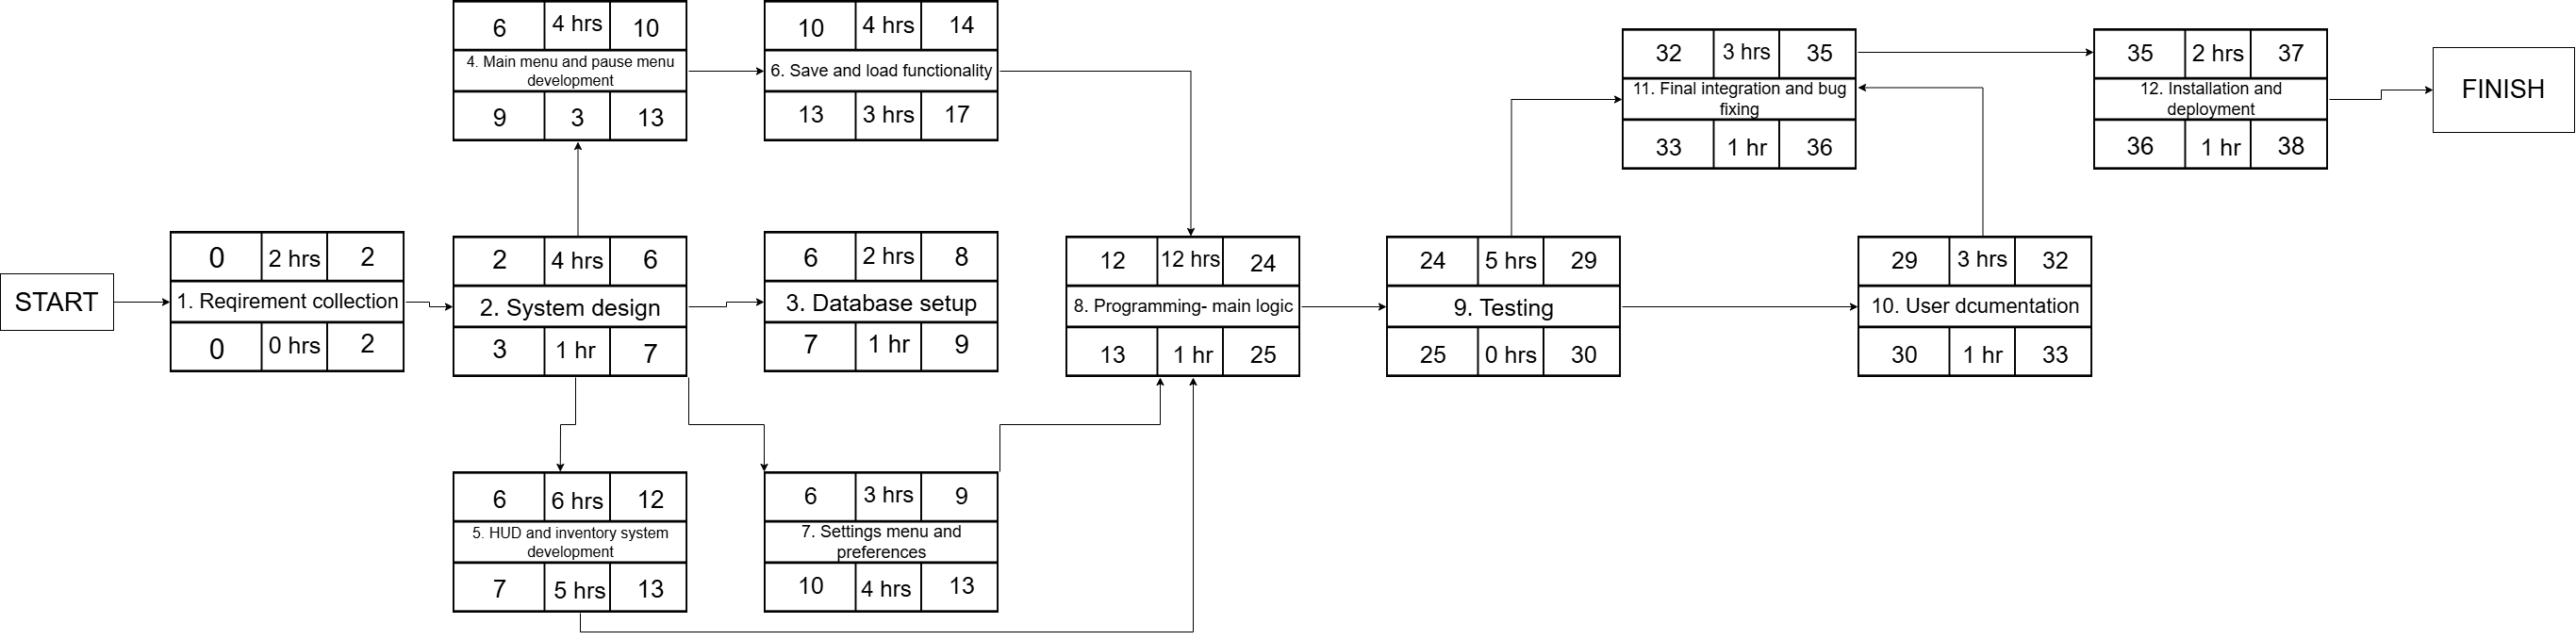 START
0 2 hrs 2
1. Reqirement collection
0 0 hrs 2
2 4 hrs 6
2. System design
3 1 hr 7
6 4 hrs 10
4. Main menu and pause menu
development
9 3 13
10 4 hrs 14
6. Save and load functionality
13 3 hrs 17
6 2 hrs 8
3. Database setup
7 1 hr 9
6 6 hrs 12
5. HUD and inventory system
development
7 5 hrs 13
6 3 hrs 9
7. Settings menu and
preferences
10 4 hrs 13
12 12 hrs 24
8. Programming- main logic
13 1 hr 25
24 5 hrs 29
9. Testing
25 0 hrs 30
29 3 hrs 32
10. User dcumentation
30 1 hr 33
32 3 hrs 35
11. Final integration and bug
fixing
33 1 hr 36
35 2 hrs 37
12. Installation and
deployment
36 1 hr 38
FINISH